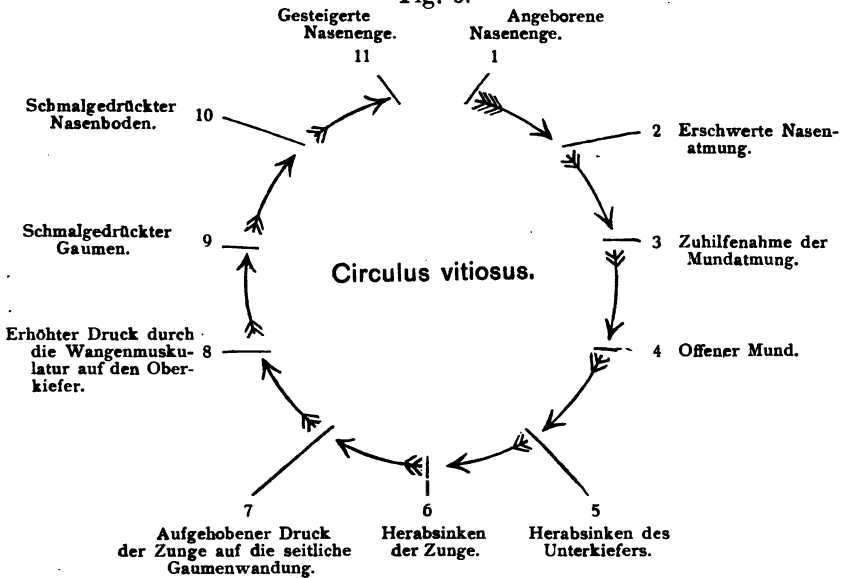 Gesteigerte
Nasenenge.
11
Angeborene
Nasenenge.
1
2 Erschwerte Nasen-
atmung.
3 Zuhilfenahme der
Mundatmung.
4 Offener Mund.
5
Herabsinken des
Unterkiefers.
6
Herabsinken
der Zunge.
7
Aufgehobener Druck
der Zunge auf die seitliche
Gaumenwandung.
Erhöhter Druck durch
die Wangenmusku- 8
latur auf den Ober-
kiefer.
Schmalgedrückter 9
Gaumen.
Schmalgedrückter 10
Nasenboden.
Circulus vitiosus.